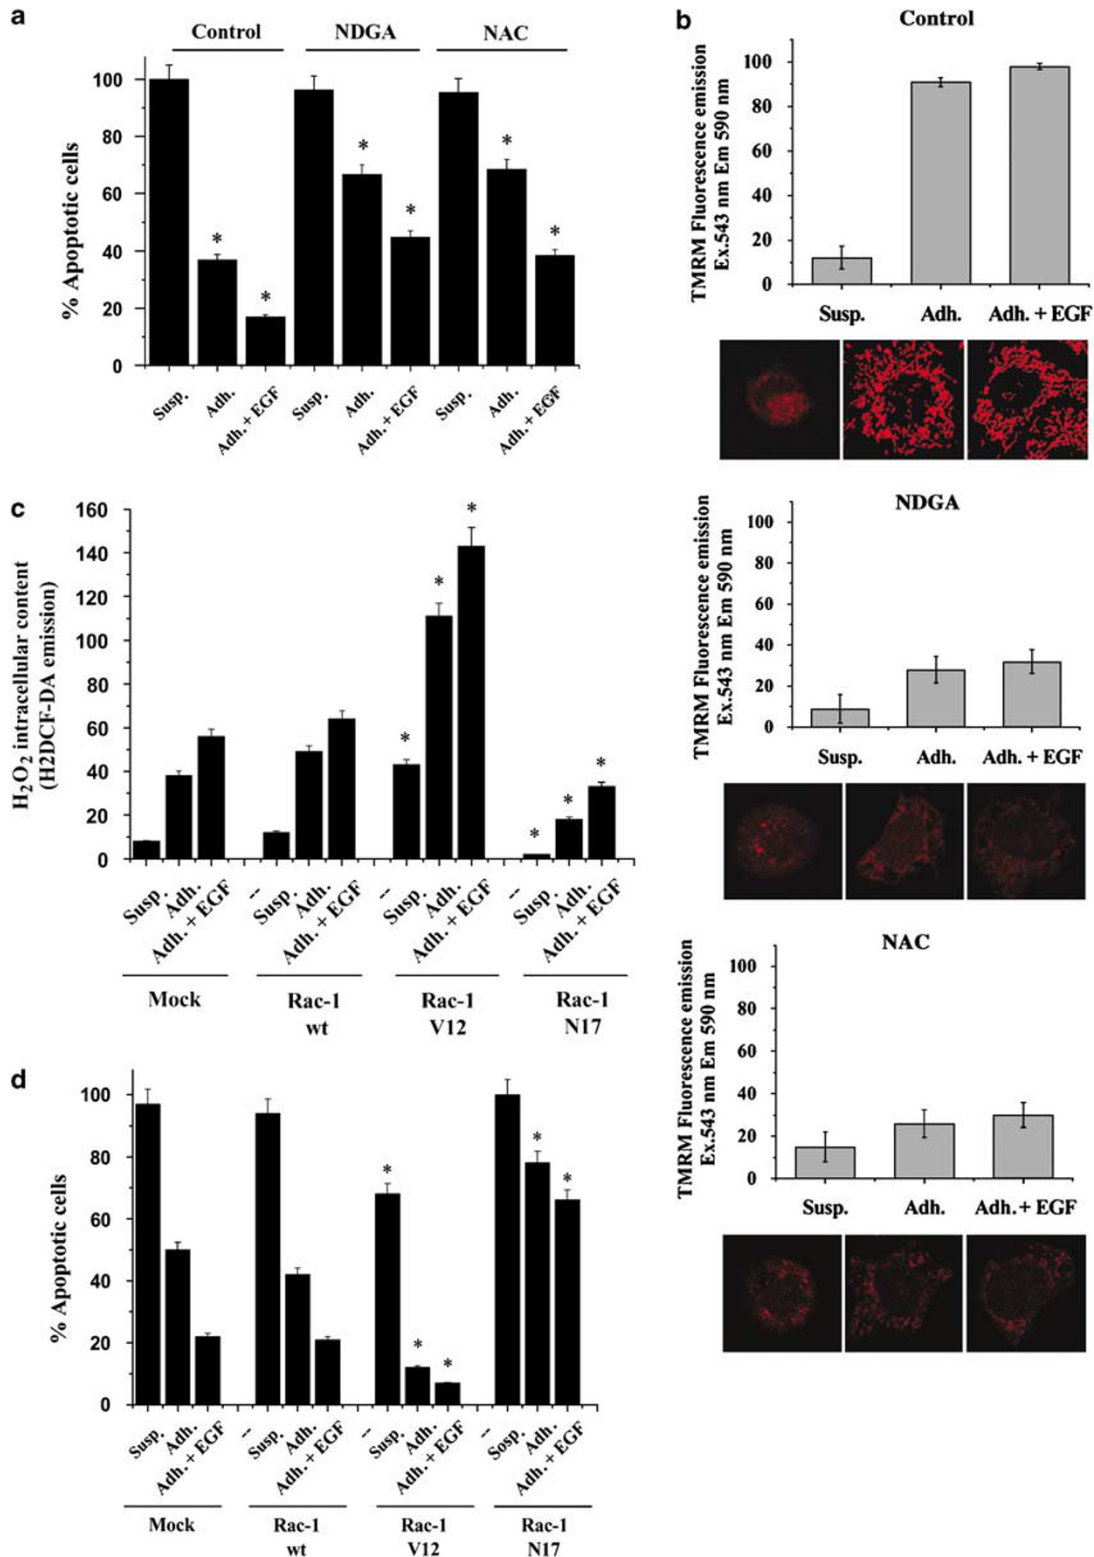 a
Control NDGA NAC
% Apoptotic cells
100
80
60
40
20
0
* * * * * *
Susp. Adh. Adh. + EGF Susp. Adh. Adh. + EGF Susp. Adh. Adh. + EGF
b
Control
TMRM Fluorescence emission
Ex.543 nm Em 590 nm
100
80
60
40
20
0
Susp. Adh. Adh. + EGF
NDGA
TMRM Fluorescence emission
Ex.543 nm Em 590 nm
100
80
60
40
20
0
Susp. Adh. Adh. + EGF
NAC
TMRM Fluorescence emission
Ex.543 nm Em 590 nm
100
80
60
40
20
0
Susp. Adh. Adh. + EGF
c
H₂O₂ intracellular content
(H2DCF-DA emission)
160
140
120
100
80
60
40
20
0
* * * * * *
Susp. Adh. Adh. + EGF -- Susp. Adh. Adh. + EGF -- Susp. Adh. Adh. + EGF -- Susp. Adh. Adh. + EGF
Mock Rac-1 Rac-1 Rac-1
wt V12 N17
d
% Apoptotic cells
100
80
60
40
20
0
* * * * *
Susp. Adh. Adh. + EGF -- Susp. Adh. Adh. + EGF -- Susp. Adh. Adh. + EGF -- Sosp. Adh. Adh. + EGF
Mock Rac-1 Rac-1 Rac-1
wt V12 N17